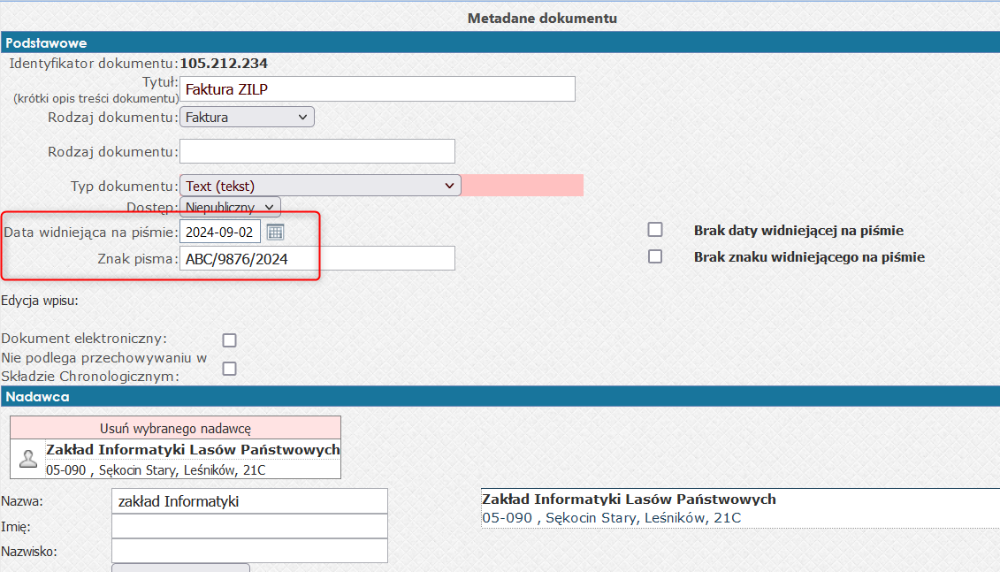 Metadane dokumentu
Podstawowe
Identyfikator dokumentu: 105.212.234
Tytuł: Faktura ZILP
(krótki opis treści dokumentu)
Rodzaj dokumentu: Faktura
Rodzaj dokumentu:
Typ dokumentu: Text (tekst)
Dostęp: Niepubliczny
Data widniejąca na piśmie: 2024-09-02 Brak daty widniejącej na piśmie
Znak pisma: ABC/9876/2024 Brak znaku widniejącego na piśmie
Edycja wpisu:
Dokument elektroniczny:
Nie podlega przechowywaniu w
Składzie Chronologicznym:
Nadawca
Usuń wybranego nadawcę
Zakład Informatyki Lasów Państwowych
05-090 , Sękocin Stary, Leśników, 21C
Nazwa: zakład Informatyki Zakład Informatyki Lasów Państwowych
05-090 , Sękocin Stary, Leśników, 21C
Imię:
Nazwisko: